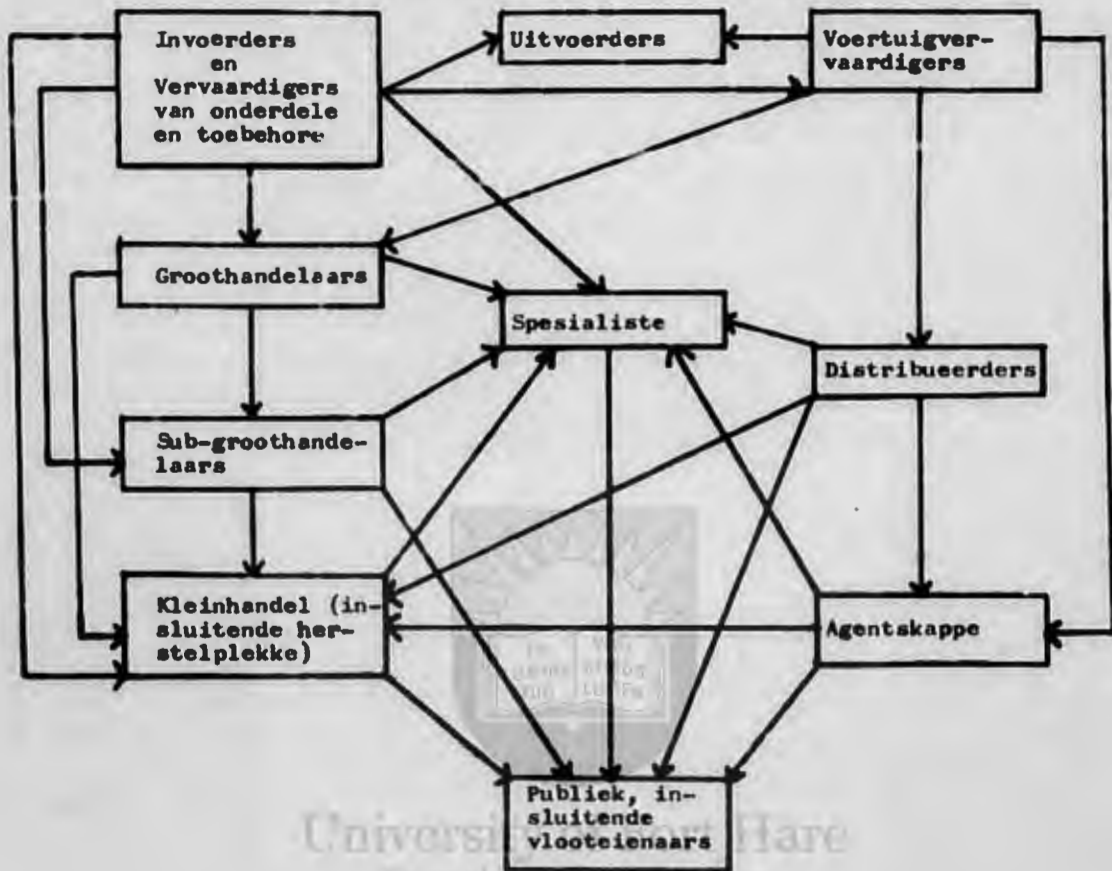 Invoerders
en
Vervaardigers
van onderdele
en toebehore
Uitvoerders
Voertuigver-
vaardigers
Groothandelaars
Spesialiste
Distribueerders
Sub-groothande-
laars
Kleinhandel (in-
sluitende her-
stelplekke)
Agentskappe
Publiek, in-
sluitende
vlooteienaars
University of Fort Hare